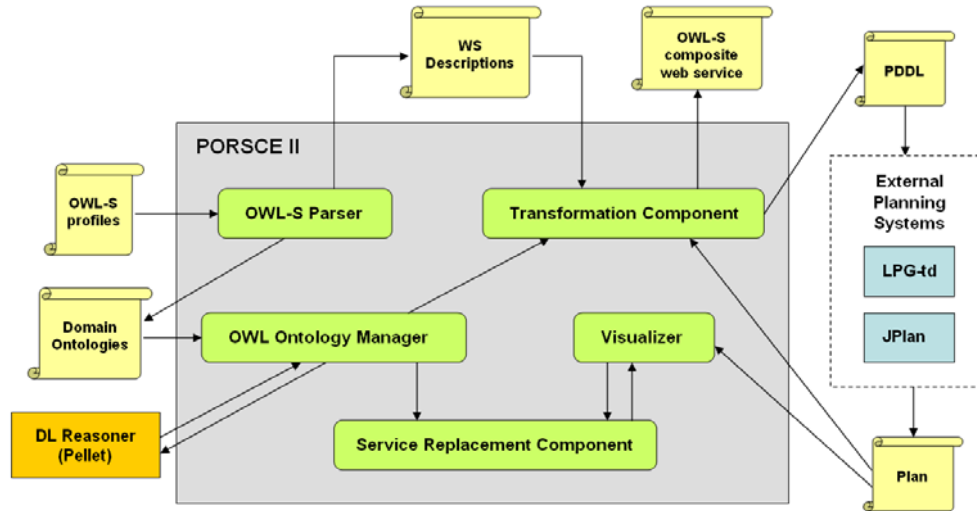 WS
Descriptions
OWL-S
composite
web service
PDDL
PORSCE II
OWL-S
profiles
OWL-S Parser
Transformation Component
External
Planning
Systems
LPG-td
JPlan
Domain
Ontologies
OWL Ontology Manager
Visualizer
DL Reasoner
(Pellet)
Service Replacement Component
Plan